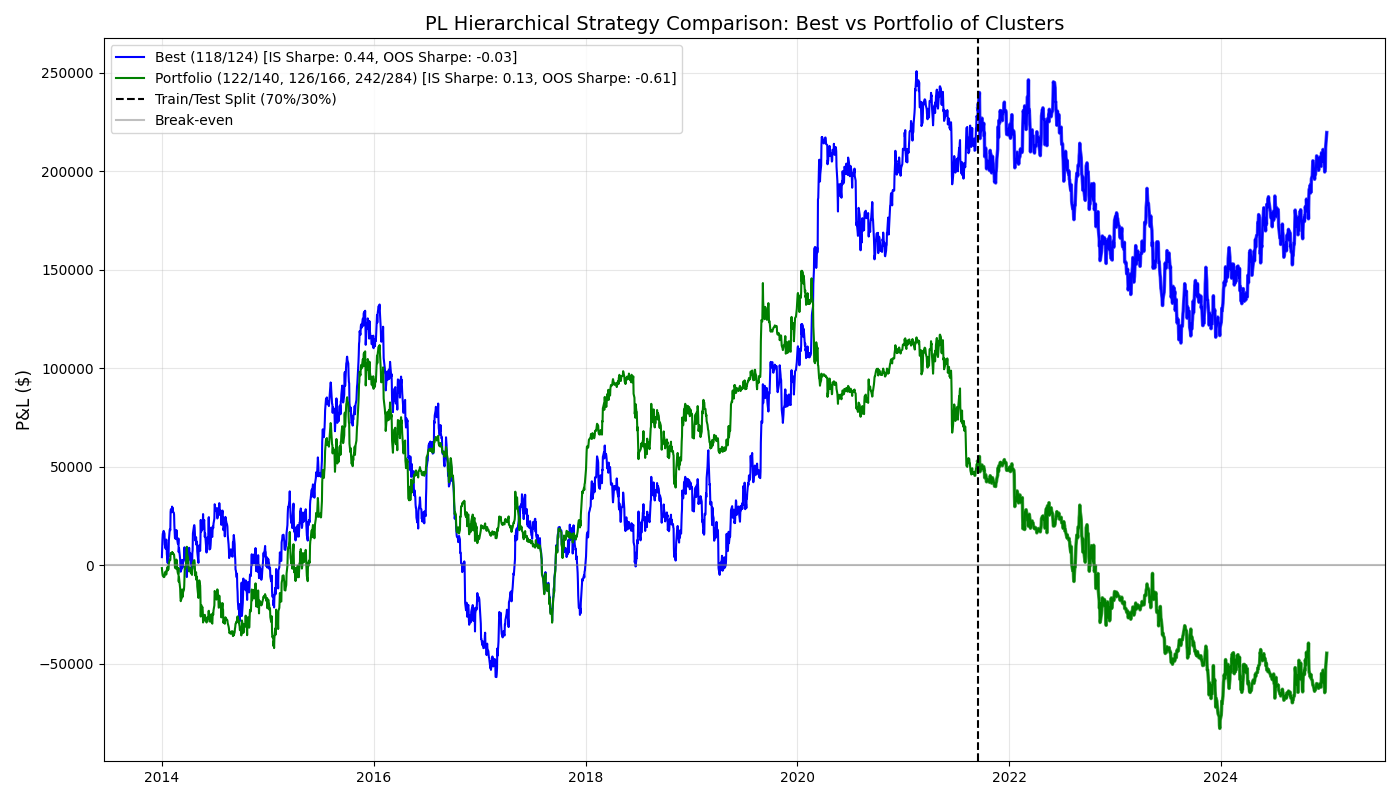 PL Hierarchical Strategy Comparison: Best vs Portfolio of Clusters
Best (118/124) [IS Sharpe: 0.44, OOS Sharpe: -0.03]
Portfolio (122/140, 126/166, 242/284) [IS Sharpe: 0.13, OOS Sharpe: -0.61]
Train/Test Split (70%/30%)
Break-even
P&L ($)
250000
200000
150000
100000
50000
0
−50000
2014
2016
2018
2020
2022
2024